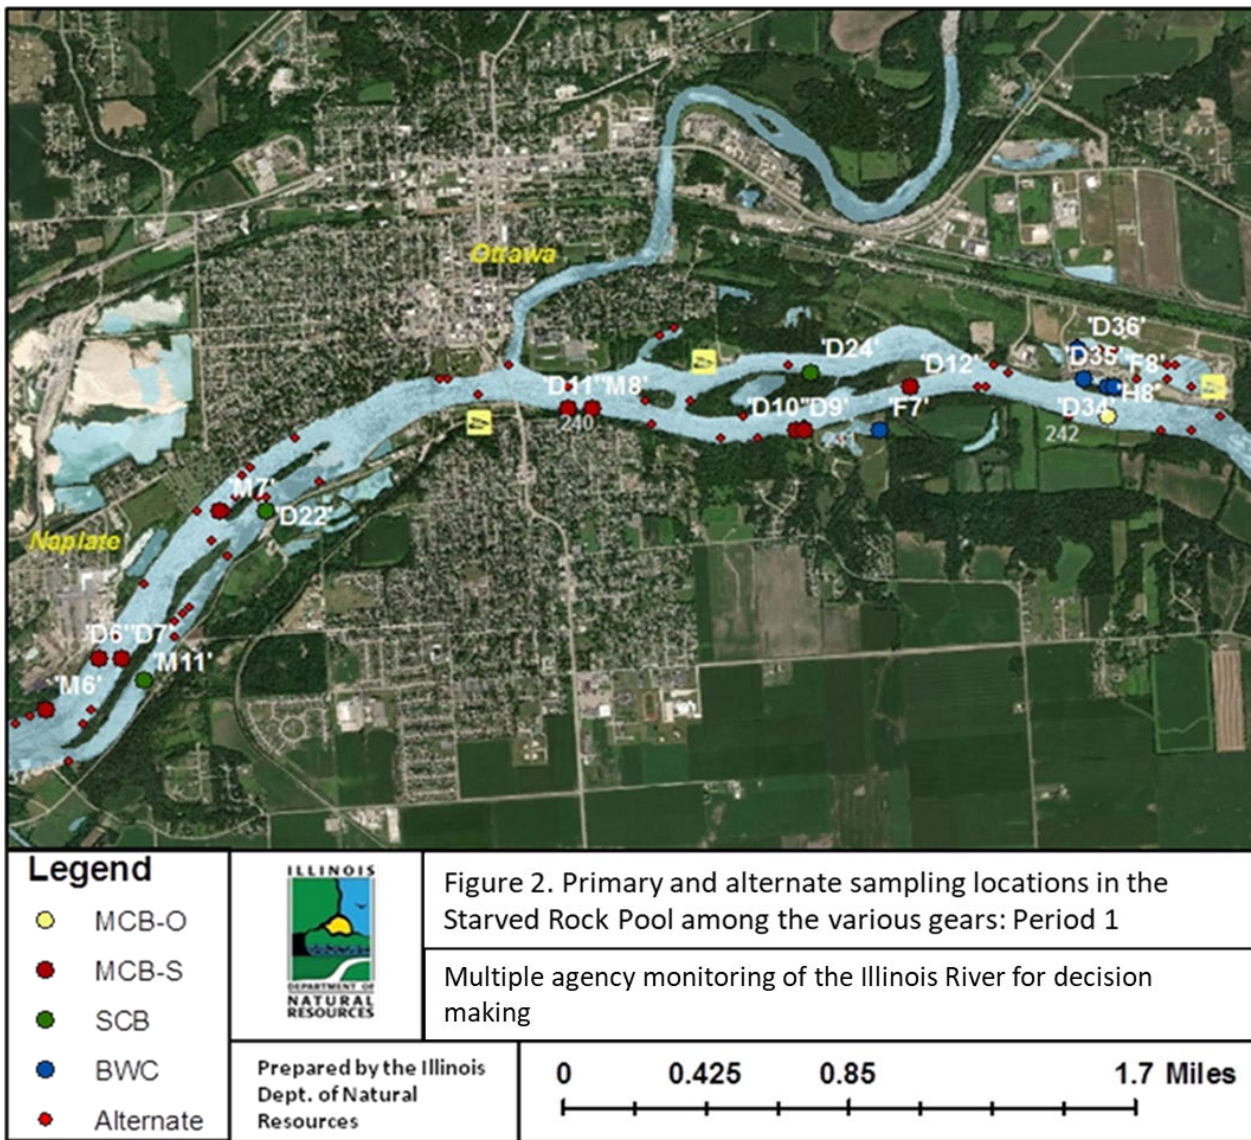 Ottawa
Naplate
'D36'
'D35'
'F8'
'H8'
'D34'
242
'D24'
'D12'
'D11'
'M8'
240
'D10'
'D9'
'F7'
241
'M7'
'D22'
'D6'
'D7'
'M11'
'M6'
Legend
MCB-O
MCB-S
SCB
BWC
Alternate
ILLINOIS
DEPARTMENT OF
NATURAL
RESOURCES
Figure 2. Primary and alternate sampling locations in the
Starved Rock Pool among the various gears: Period 1
Multiple agency monitoring of the Illinois River for decision
making
Prepared by the Illinois
Dept. of Natural
Resources
0 0.425 0.85 1.7 Miles